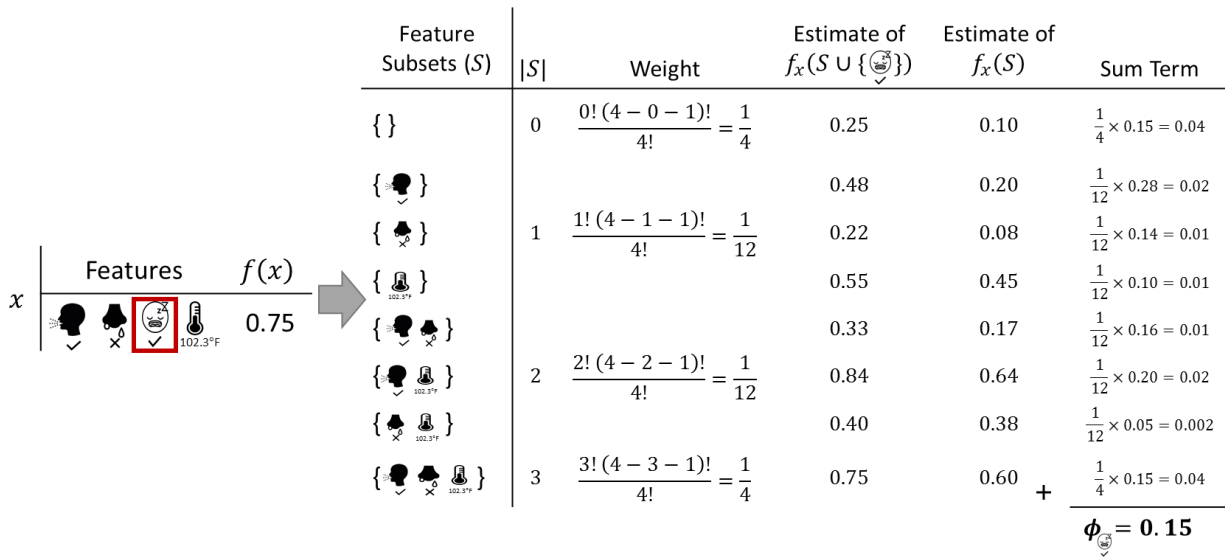 Feature Subsets (S) | |S| | Weight | Estimate of fₓ(S ∪ { }) | Estimate of fₓ(S) | Sum Term
{ } 0 0! (4 − 0 − 1)! / 4! = 1/4 0.25 0.10 1/4 × 0.15 = 0.04
{ } 0.48 0.20 1/12 × 0.28 = 0.02
{ } 1 1! (4 − 1 − 1)! / 4! = 1/12 0.22 0.08 1/12 × 0.14 = 0.01
{ 102.3°F } 0.55 0.45 1/12 × 0.10 = 0.01
{ } 0.33 0.17 1/12 × 0.16 = 0.01
{ 102.3°F } 2 2! (4 − 2 − 1)! / 4! = 1/12 0.84 0.64 1/12 × 0.20 = 0.02
{ 102.3°F } 0.40 0.38 1/12 × 0.05 = 0.002
{ 102.3°F } 3 3! (4 − 3 − 1)! / 4! = 1/4 0.75 0.60 + 1/4 × 0.15 = 0.04
ϕ = 0.15
Features f(x)
x
0.75
102.3°F